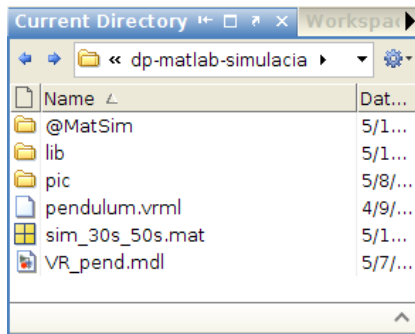 Current Directory Workspac
« dp-matlab-simulacia
Name Dat...
@MatSim 5/1...
lib 5/1...
pic 5/8/...
pendulum.vrml 4/9/...
sim_30s_50s.mat 5/1...
VR_pend.mdl 5/7/...